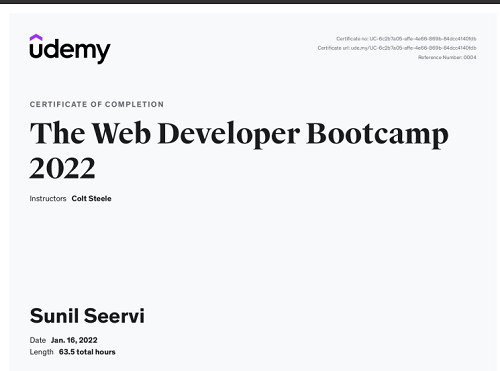 udemy
Certificate no: UC-6c2b7a05-affe-4e66-869b-84dcc4140fdb
Certificate url: ude.my/UC-6c2b7a05-affe-4e66-869b-84dcc4140fdb
Reference Number: 0004
CERTIFICATE OF COMPLETION
The Web Developer Bootcamp
2022
Instructors Colt Steele
Sunil Seervi
Date Jan. 16, 2022
Length 63.5 total hours